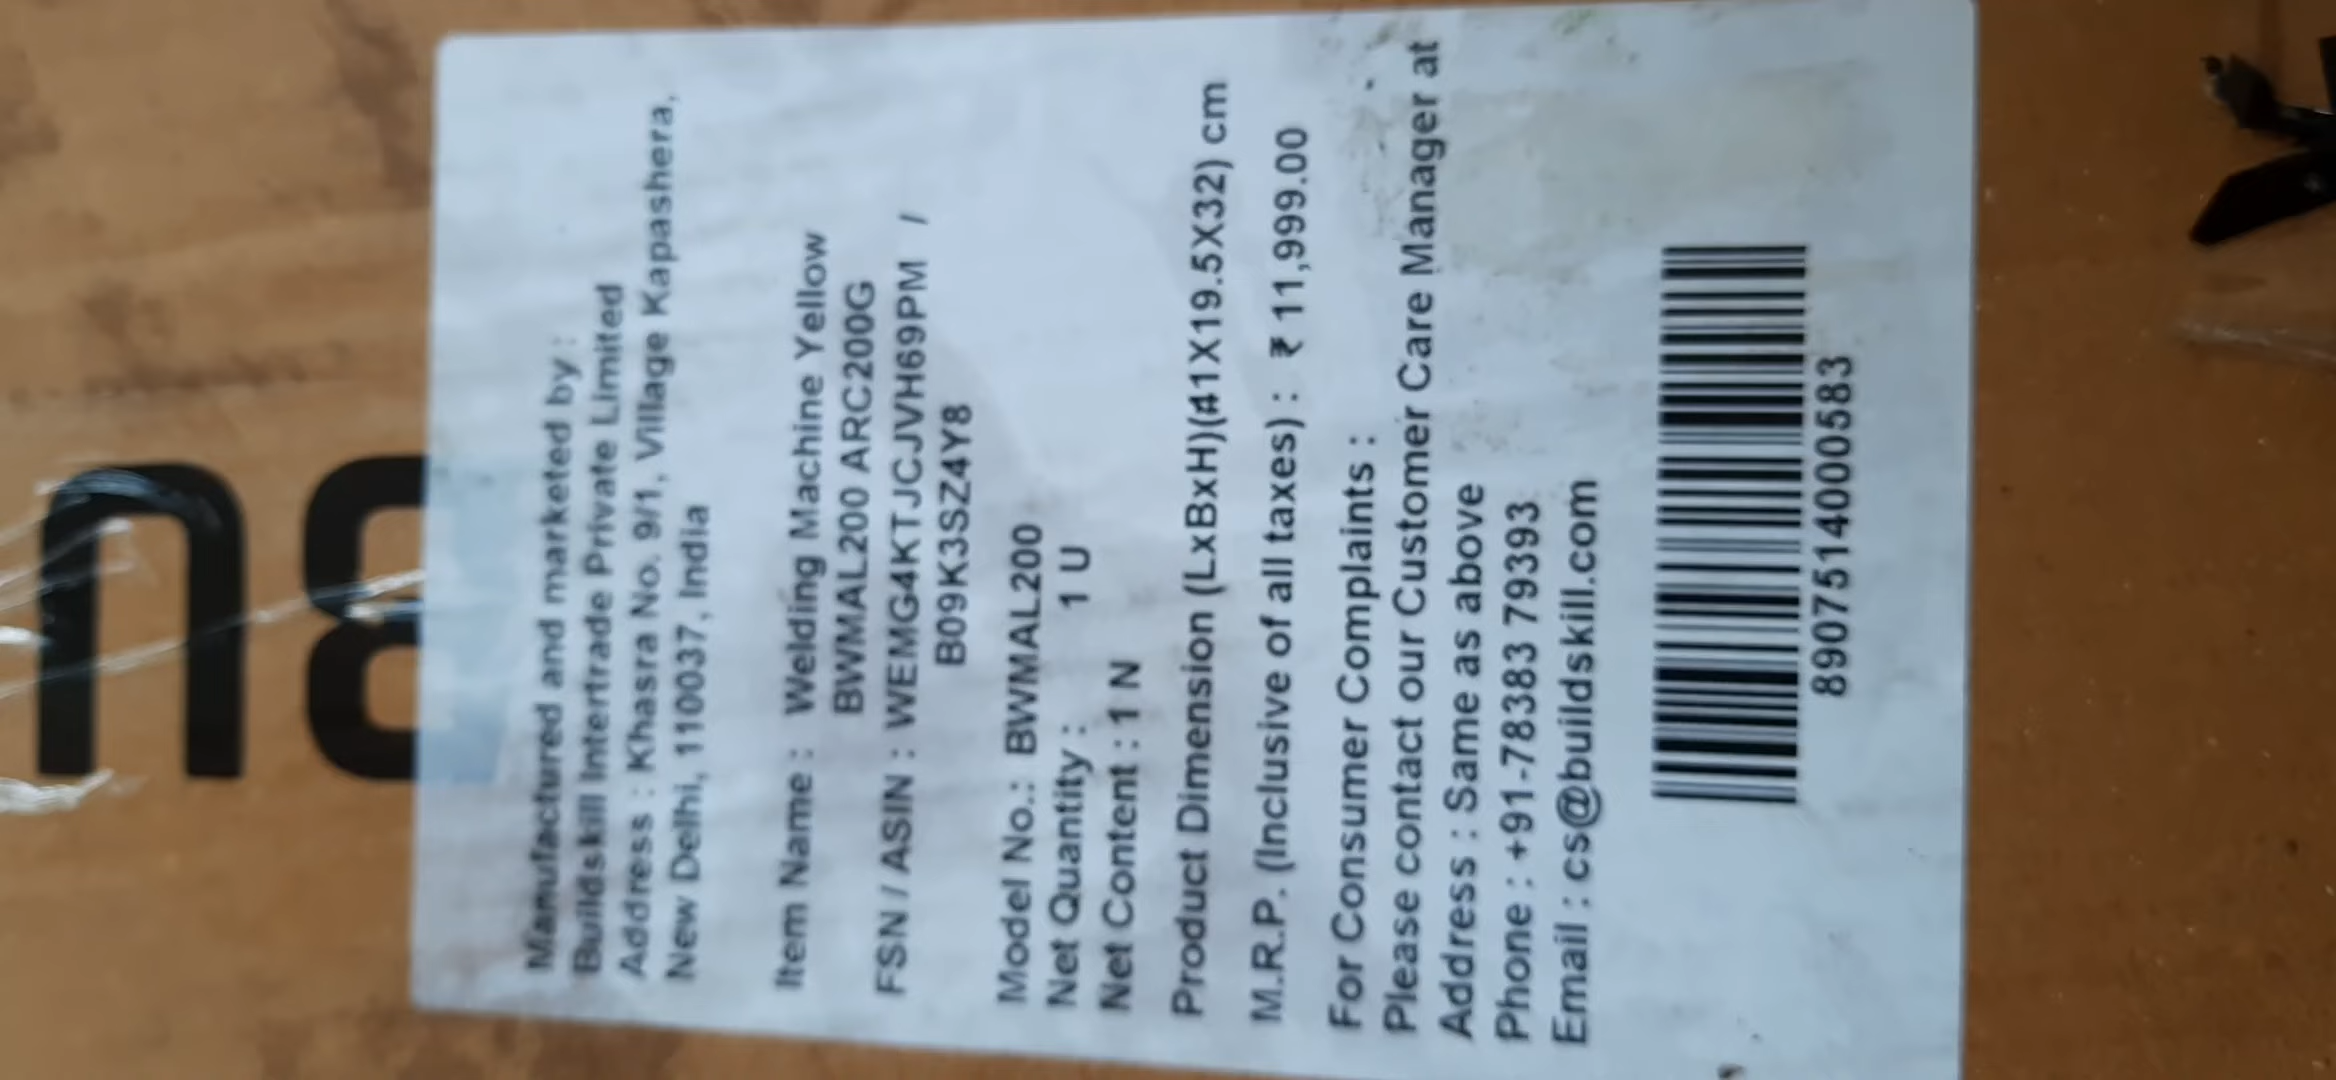 Manufactured and marketed by :
Buildskill Intertrade Private Limited
Address : Khasra No. 9/1, Village Kapashera,
New Delhi, 110037, India
Item Name : Welding Machine Yellow
BWMAL200 ARC200G
FSN / ASIN : WEMG4KTJCJVH69PM /
B09K3SZ4Y8
Model No.: BWMAL200
Net Quantity : 1 U
Net Content : 1 N
Product Dimension (LxBxH)(41X19.5X32) cm
M.R.P. (Inclusive of all taxes) : ₹ 11,999.00
For Consumer Complaints :
Please contact our Customer Care Manager at
Address : Same as above
Phone : +91-78383 79393
Email : cs@buildskill.com
8907514000583